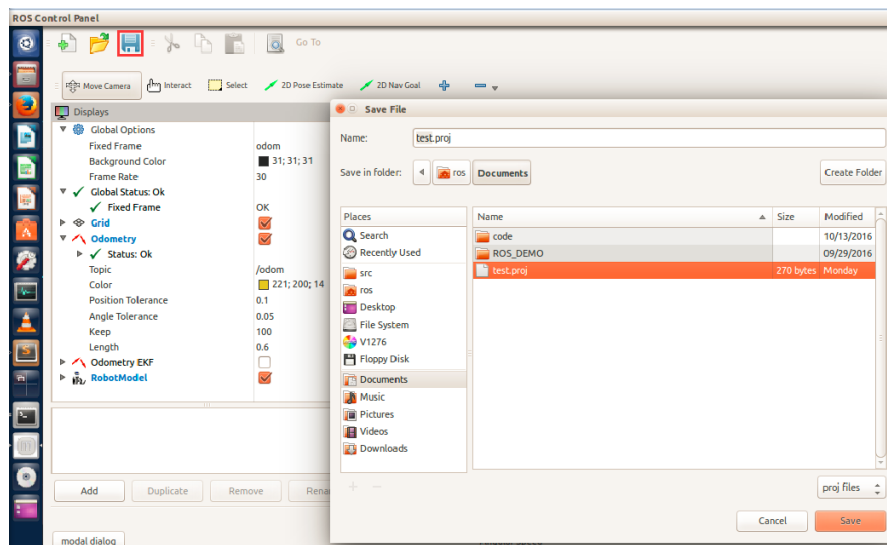 ROS Control Panel
Go To
Move Camera Interact Select 2D Pose Estimate 2D Nav Goal
Displays
Global Options
Fixed Frame odom
Background Color 31; 31; 31
Frame Rate 30
Global Status: Ok
Fixed Frame OK
Grid
Odometry
Status: Ok
Topic /odom
Color 221; 200; 14
Position Tolerance 0.1
Angle Tolerance 0.05
Keep 100
Length 0.6
Odometry EKF
RobotModel
Add Duplicate Remove Rena
modal dialog
Save File
Name: test.proj
Save in folder: ros Documents Create Folder
Places
Search
Recently Used
src
ros
Desktop
File System
V1276
Floppy Disk
Documents
Music
Pictures
Videos
Downloads
Name Size Modified
code 10/13/2016
ROS_DEMO 09/29/2016
test.proj 270 bytes Monday
proj files
Cancel Save